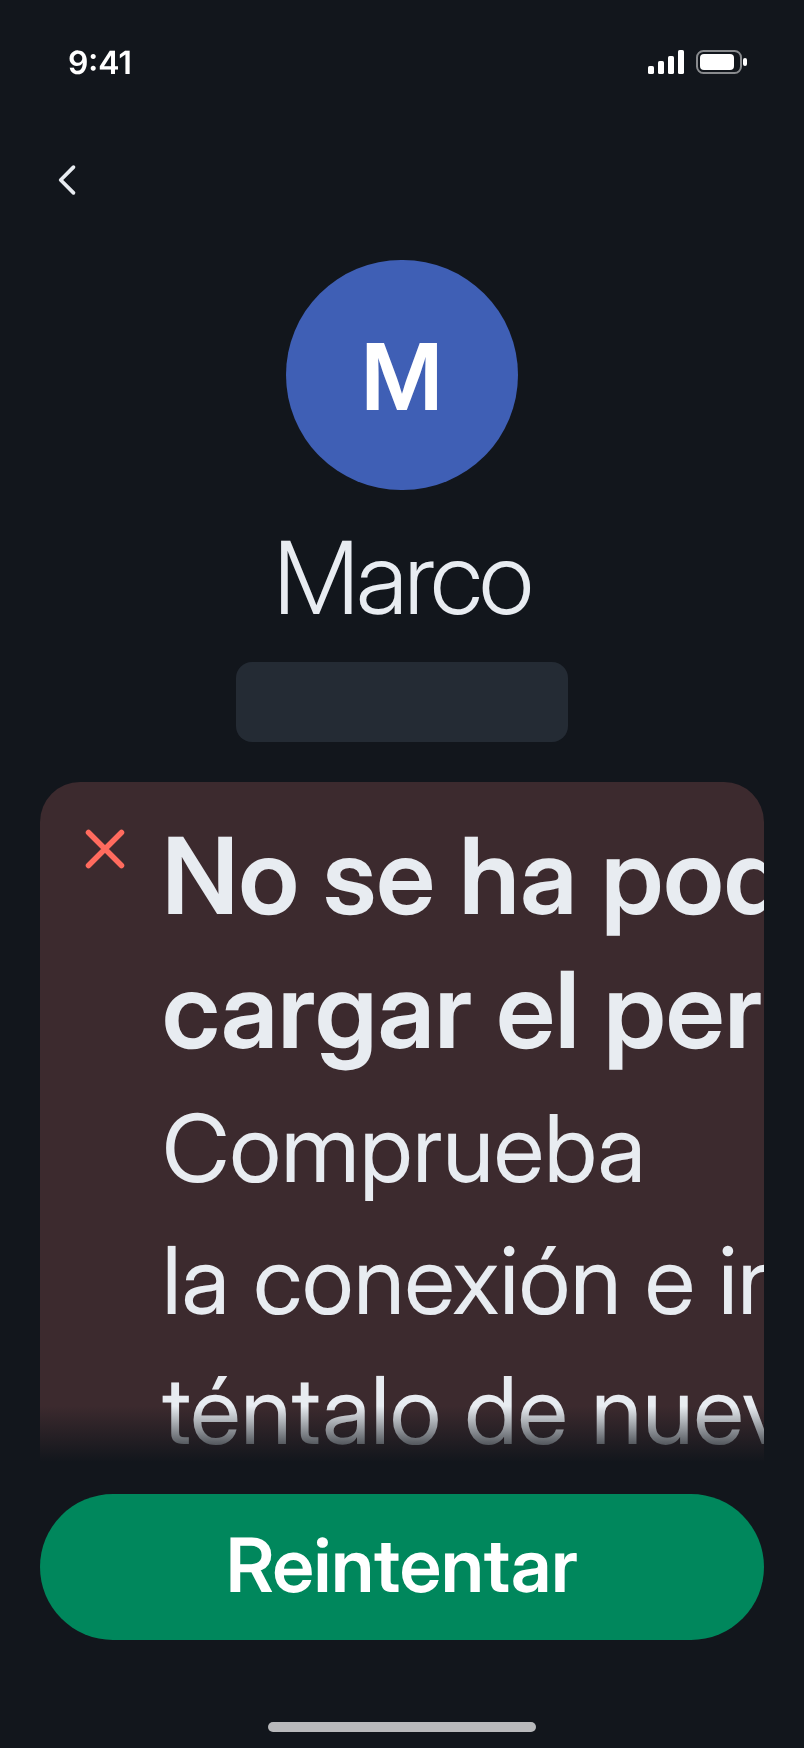 9:41
M
Marco
No se ha
cargar el
Comprueba
la conexión e
téntalo de
Reintentar